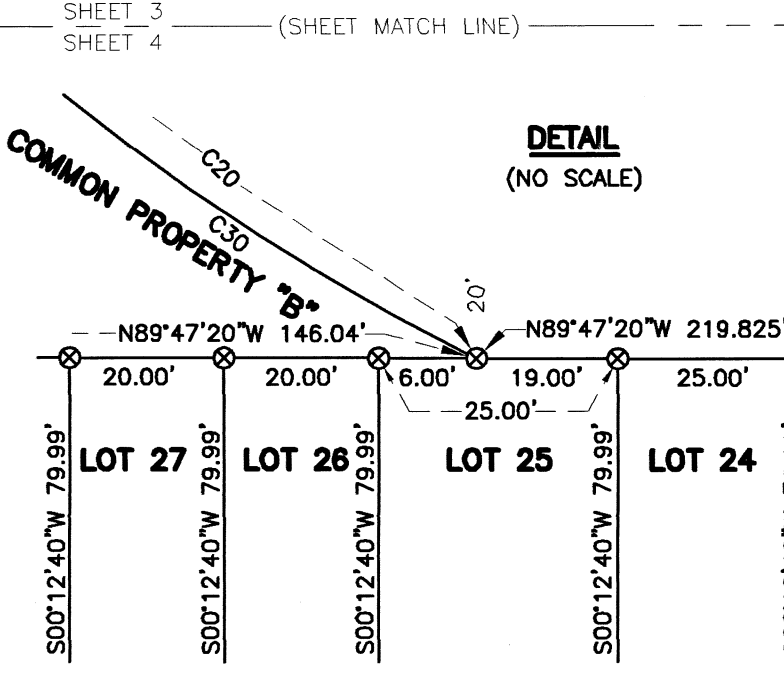 SHEET 3
(SHEET MATCH LINE)
SHEET 4
DETAIL
(NO SCALE)
C20
C30
COMMON PROPERTY "B"
20'
N89°47'20"W 146.04'
N89°47'20"W 219.825'
20.00'
20.00'
6.00'
19.00'
25.00'
25.00'
LOT 27
LOT 26
LOT 25
LOT 24
S00°12'40"W 79.99'
S00°12'40"W 79.99'
S00°12'40"W 79.99'
S00°12'40"W 79.99'